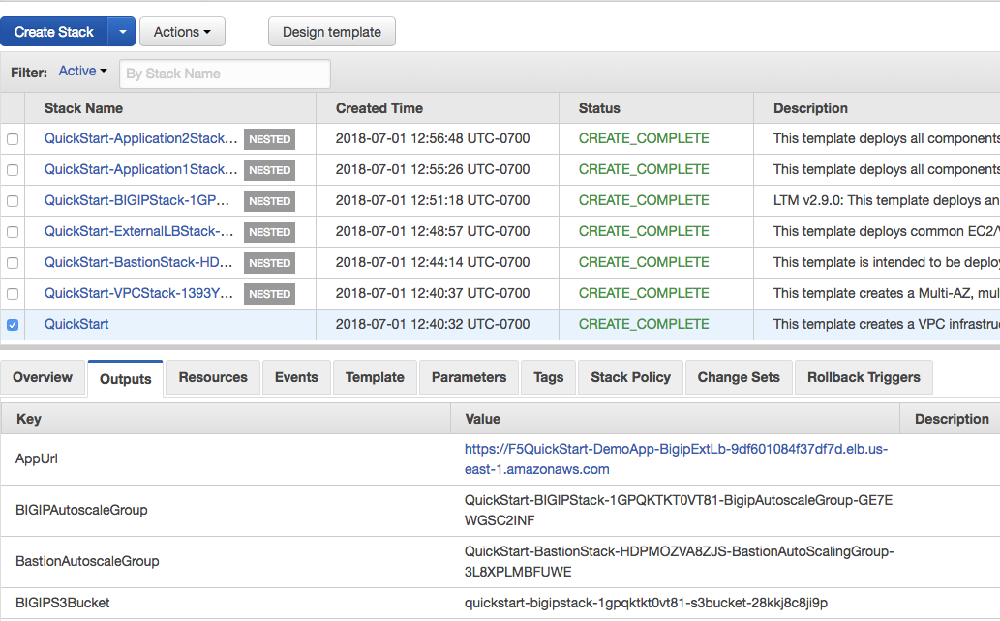 Create Stack Actions Design template
Filter: Active By Stack Name
Stack Name Created Time Status Description
QuickStart-Application2Stack... NESTED 2018-07-01 12:56:48 UTC-0700 CREATE_COMPLETE This template deploys all components
QuickStart-Application1Stack... NESTED 2018-07-01 12:55:26 UTC-0700 CREATE_COMPLETE This template deploys all components
QuickStart-BIGIPStack-1GP... NESTED 2018-07-01 12:51:18 UTC-0700 CREATE_COMPLETE LTM v2.9.0: This template deploys an
QuickStart-ExternalLBStack-... NESTED 2018-07-01 12:48:57 UTC-0700 CREATE_COMPLETE This template deploys common EC2/V
QuickStart-BastionStack-HD... NESTED 2018-07-01 12:44:14 UTC-0700 CREATE_COMPLETE This template is intended to be deploy
QuickStart-VPCStack-1393Y... NESTED 2018-07-01 12:40:37 UTC-0700 CREATE_COMPLETE This template creates a Multi-AZ, mul
QuickStart 2018-07-01 12:40:32 UTC-0700 CREATE_COMPLETE This template creates a VPC infrastruc
Overview Outputs Resources Events Template Parameters Tags Stack Policy Change Sets Rollback Triggers
Key Value Description
AppUrl
https://F5QuickStart-DemoApp-BigipExtLb-9df601084f37df7d.elb.us-
east-1.amazonaws.com
BIGIPAutoscaleGroup
QuickStart-BIGIPStack-1GPQKTKT0VT81-BigipAutoscaleGroup-GE7E
WGSC2INF
BastionAutoscaleGroup
QuickStart-BastionStack-HDPMOZVA8ZJS-BastionAutoScalingGroup-
3L8XPLMBFUWE
BIGIPS3Bucket quickstart-bigipstack-1gpqktkt0vt81-s3bucket-28kkj8c8ji9p